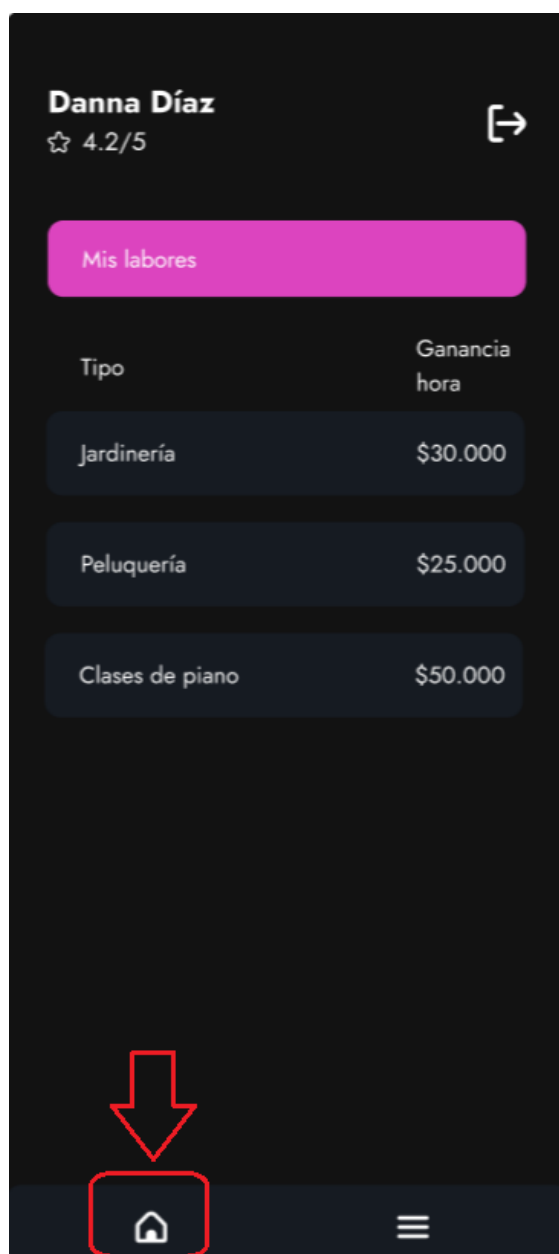 Danna Díaz
4.2/5
Mis labores
Tipo
Ganancia
hora
Jardinería
$30.000
Peluquería
$25.000
Clases de piano
$50.000